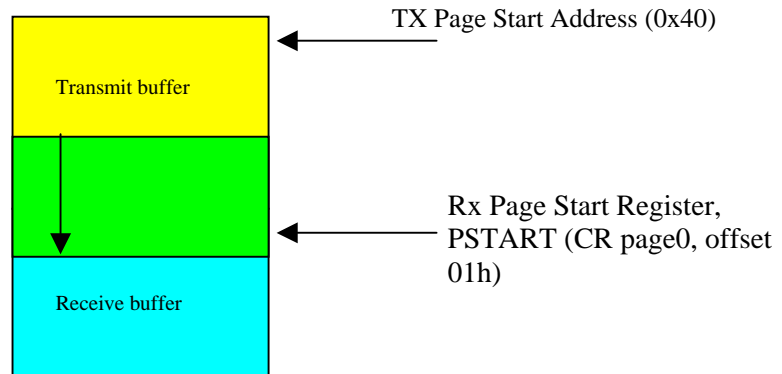 TX Page Start Address (0x40)
Transmit buffer
Rx Page Start Register,
PSTART (CR page0, offset
01h)
Receive buffer